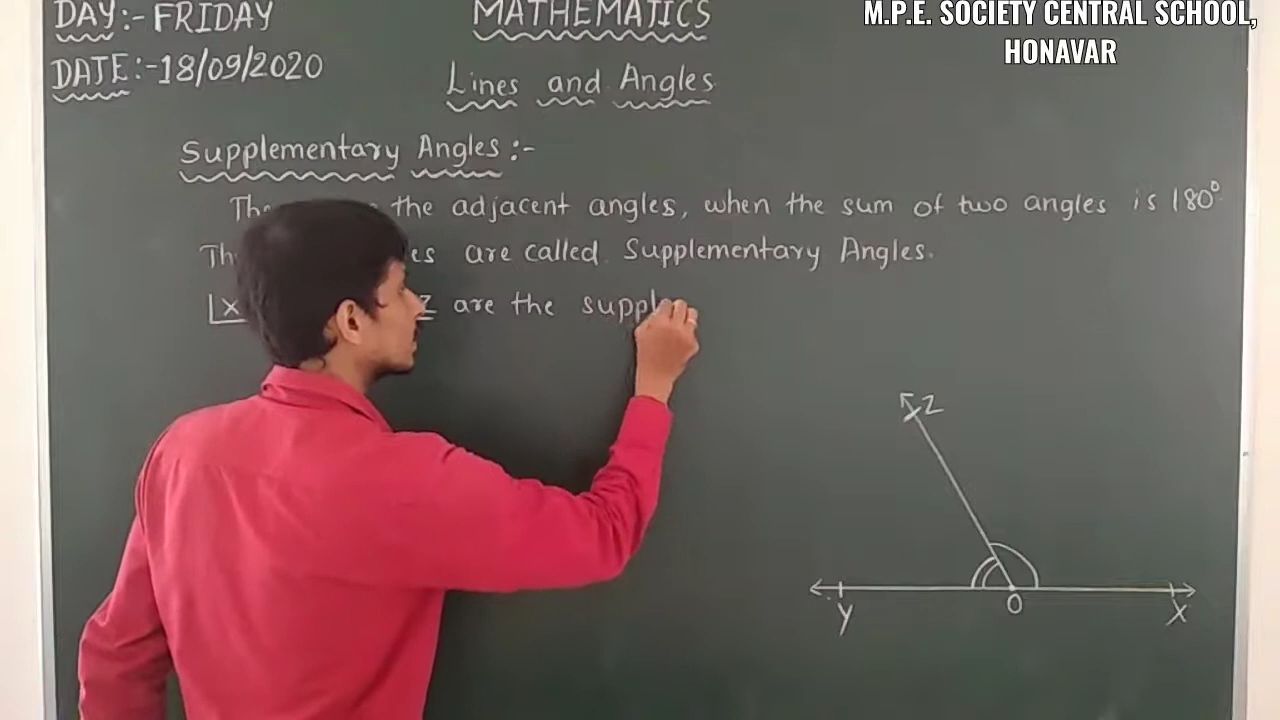 DAY:- FRIDAY
MATHEMATICS
M.P.E. SOCIETY CENTRAL SCHOOL,
HONAVAR
DATE:-18/09/2020
Lines and Angles
Supplementary Angles:-
the adjacent angles, when the sum of two angles is 180°.
are called Supplementary Angles.
are the
Z
Y
O
X